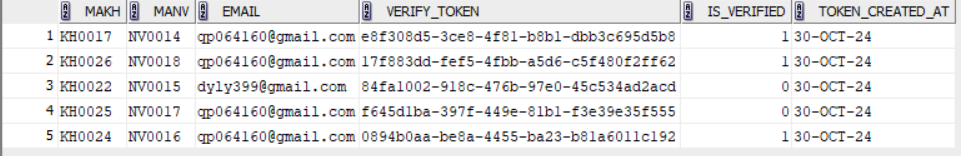 MAKH MANV EMAIL VERIFY_TOKEN IS_VERIFIED TOKEN_CREATED_AT
1 KH0017 NV0014 qp064160@gmail.com e8f308d5-3ce8-4f81-b8b1-dbb3c695d5b8 1 30-OCT-24
2 KH0026 NV0018 qp064160@gmail.com 17f883dd-fef5-4fbb-a5d6-c5f480f2ff62 1 30-OCT-24
3 KH0022 NV0015 dyly399@gmail.com 84fa1002-918c-476b-97e0-45c534ad2acd 0 30-OCT-24
4 KH0025 NV0017 qp064160@gmail.com f645d1ba-397f-449e-81b1-f3e39e35f555 0 30-OCT-24
5 KH0024 NV0016 qp064160@gmail.com 0894b0aa-be8a-4455-ba23-b81a6011c192 1 30-OCT-24